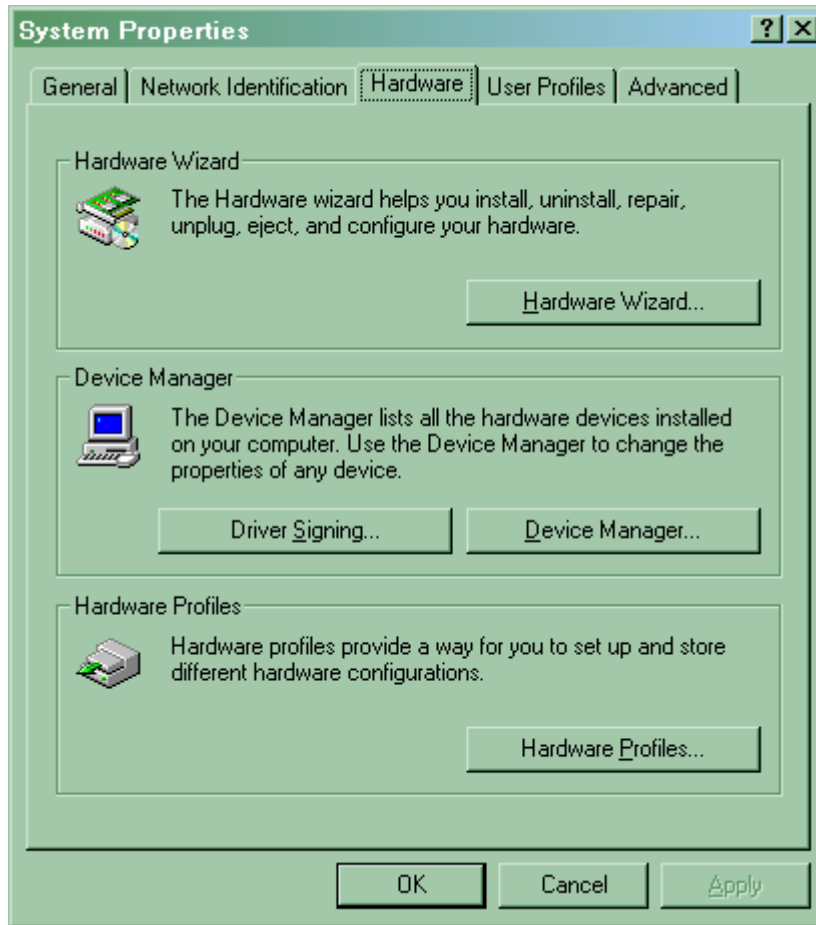 System Properties
General Network Identification Hardware User Profiles Advanced
Hardware Wizard
The Hardware wizard helps you install, uninstall, repair,
unplug, eject, and configure your hardware.
Hardware Wizard...
Device Manager
The Device Manager lists all the hardware devices installed
on your computer. Use the Device Manager to change the
properties of any device.
Driver Signing... Device Manager...
Hardware Profiles
Hardware profiles provide a way for you to set up and store
different hardware configurations.
Hardware Profiles...
OK Cancel Apply